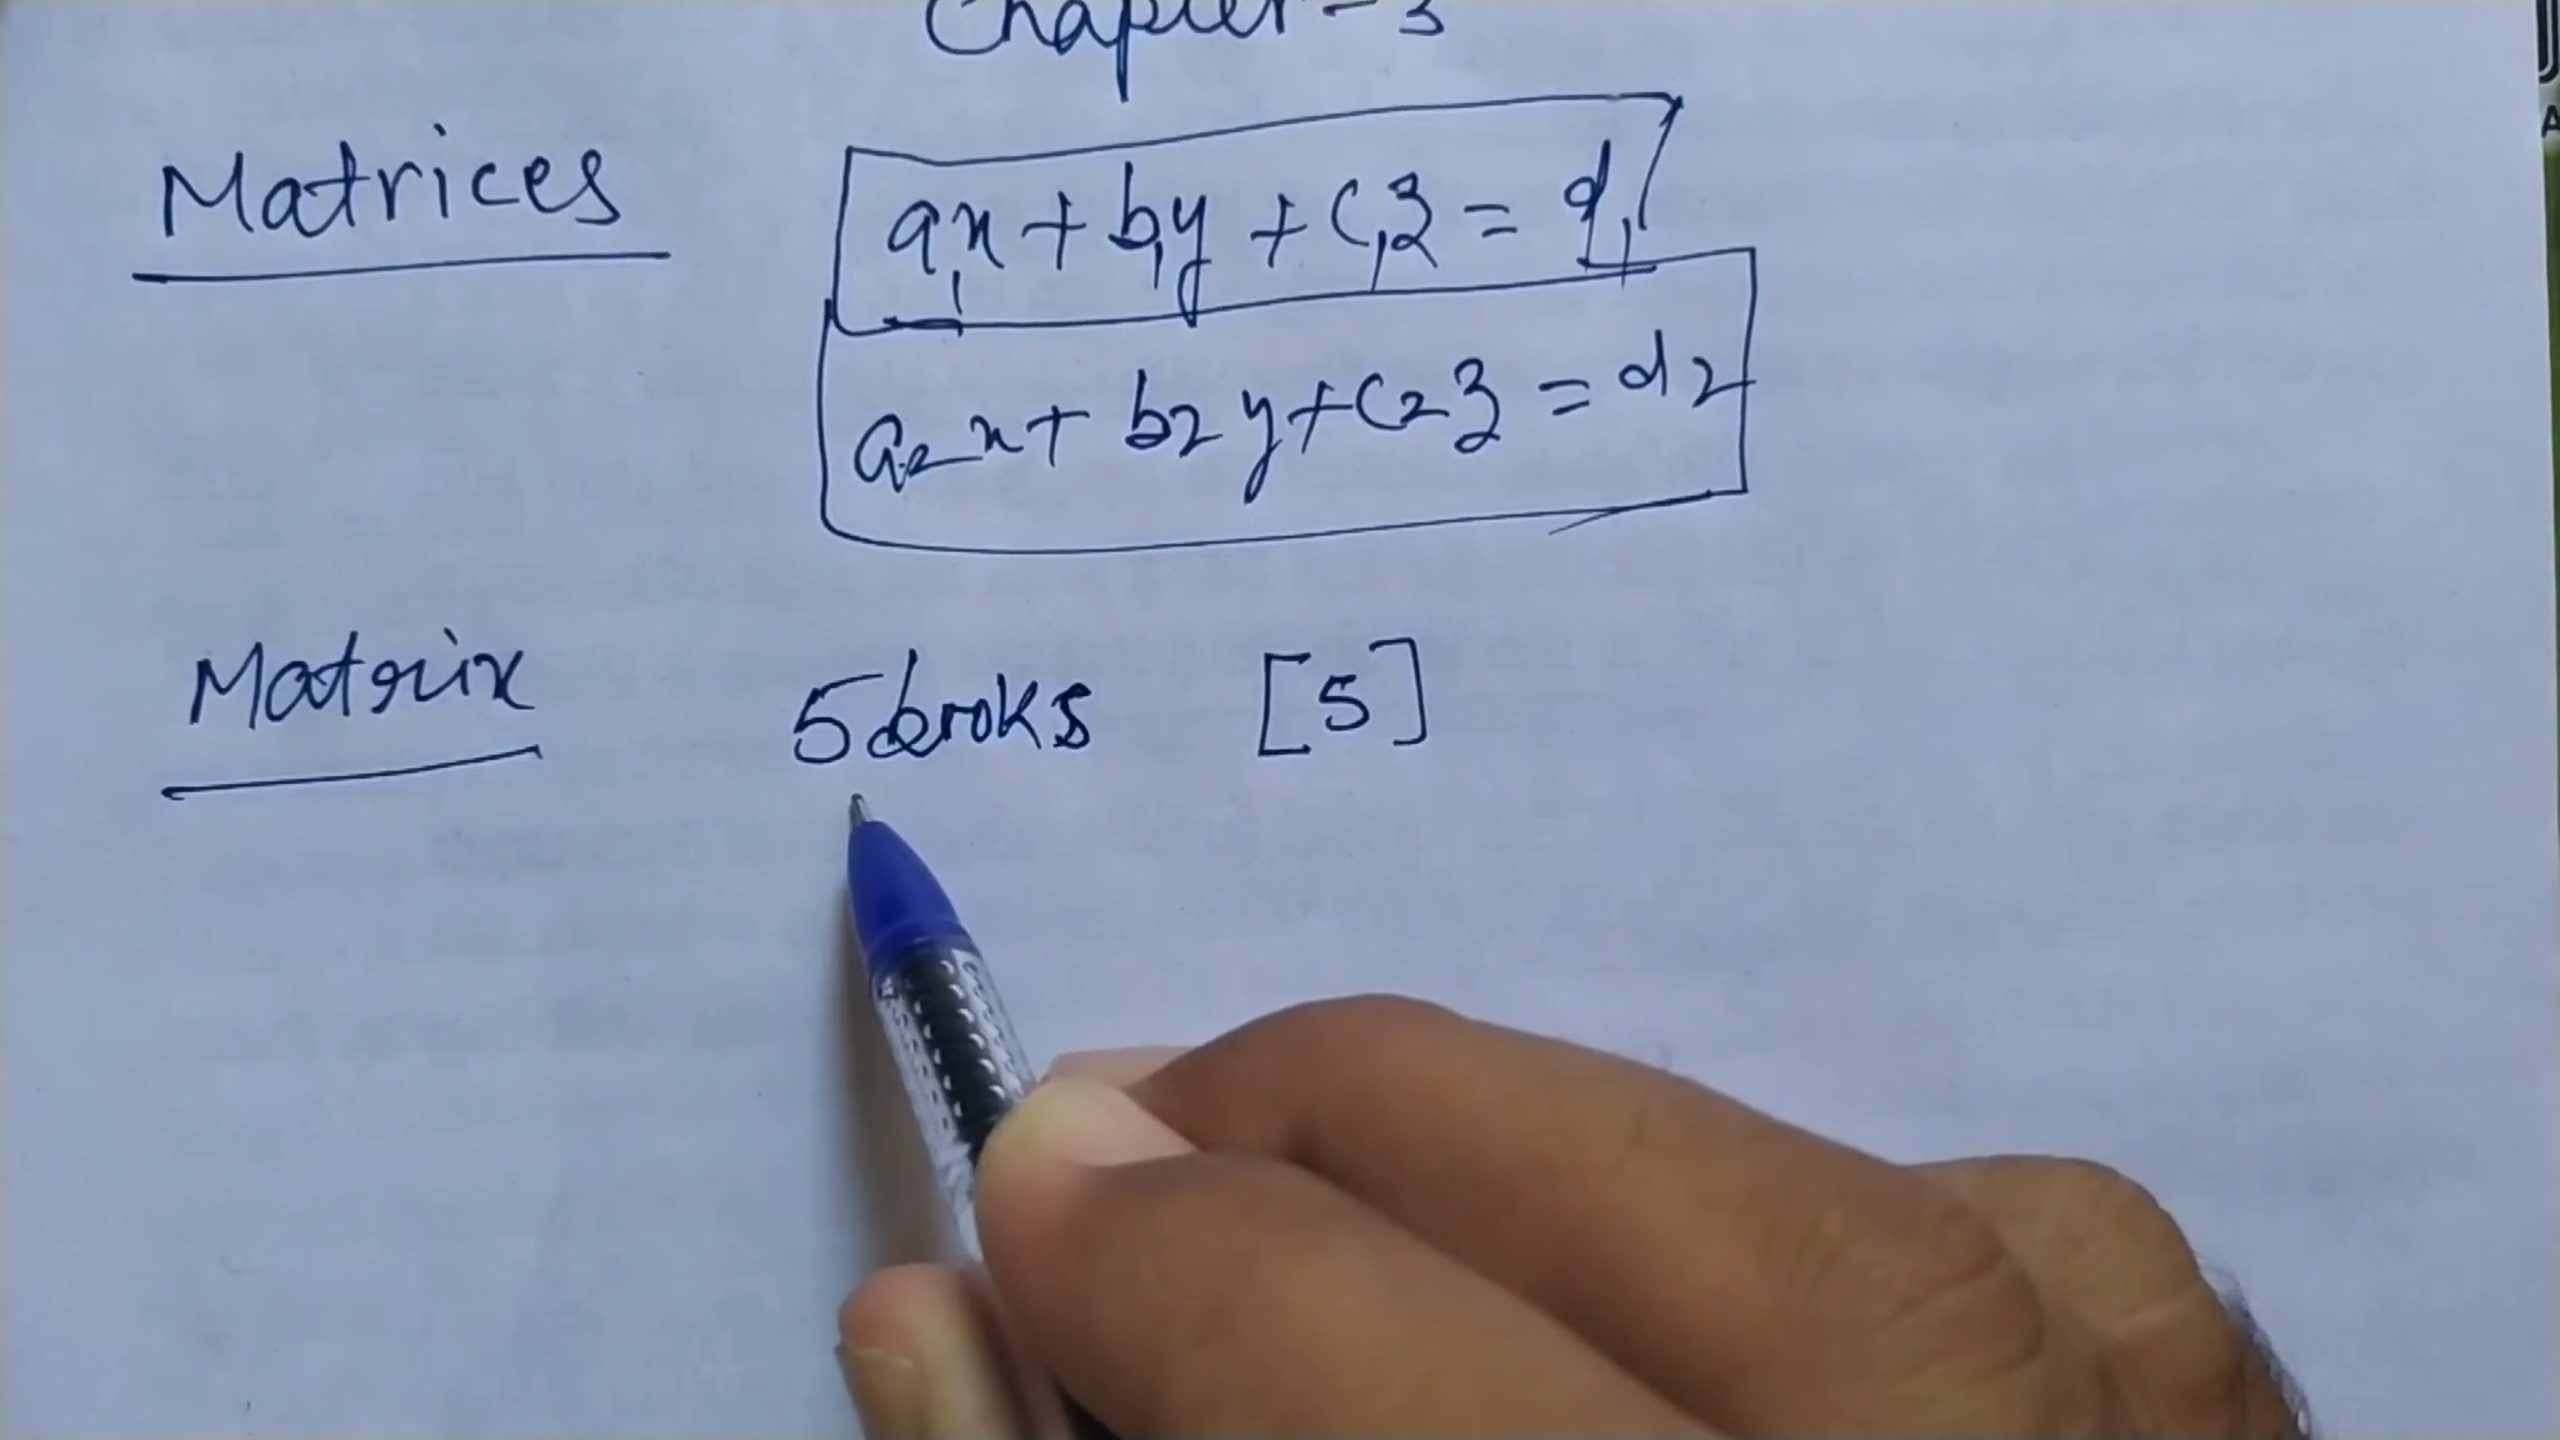 Chapter - 3
Matrices
a₁x + b₁y + c₁z = d₁
a₂x + b₂y + c₂z = d₂
Matrix 5 books [5]